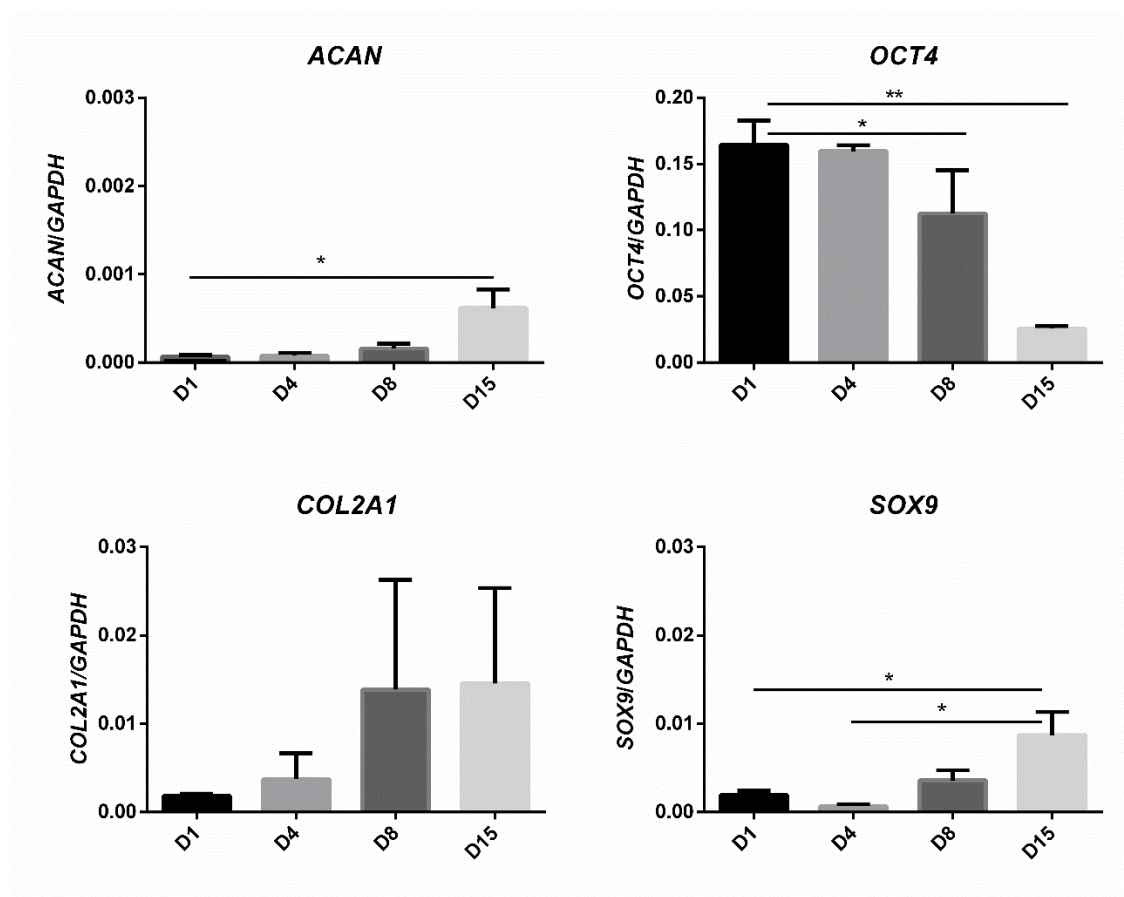 ACAN
ACAN/GAPDH
0.003
0.002
0.001
0.000
*
D1
D4
D8
D15
OCT4
OCT4/GAPDH
0.20
0.15
0.10
0.05
0.00
**
*
D1
D4
D8
D15
COL2A1
COL2A1/GAPDH
0.03
0.02
0.01
0.00
D1
D4
D8
D15
SOX9
SOX9/GAPDH
0.03
0.02
0.01
0.00
*
*
D1
D4
D8
D15